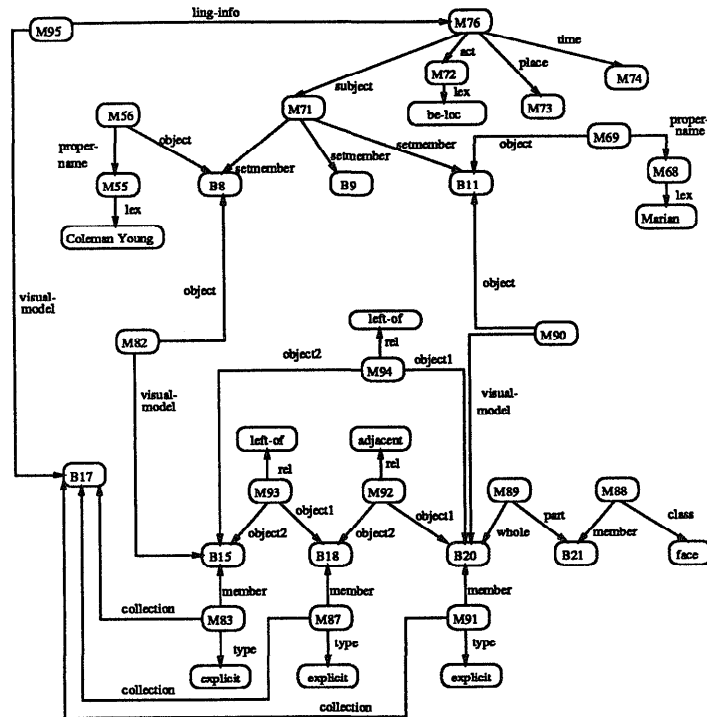 ling-info
M95
M76
act
time
place
M72
M74
subject
lex
M73
M71
be-loc
M56
proper-
name
object
setmember
setmember
setmember
object
M69
proper-
name
M68
M55
B8
B9
B11
lex
lex
Coleman Young
Marian
visual-
model
object
object
left-of
rel
M82
M90
object2
M94
object1
visual-
model
visual-
model
left-of
adjacent
rel
rel
B17
M93
M92
M89
M88
object1
object1
part
class
object2
object2
whole
member
B15
B18
B20
B21
face
member
member
member
collection
M83
M87
M91
type
type
type
explicit
explicit
explicit
collection
collection